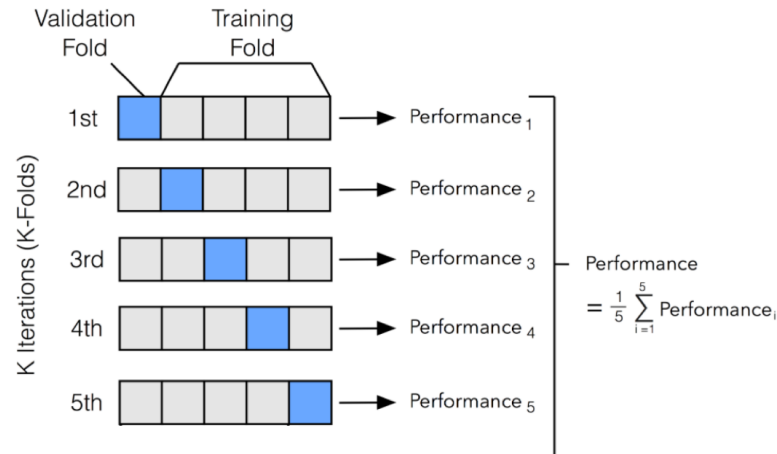 Validation
Fold
Training
Fold
K Iterations (K-Folds)
1st
Performance 1
2nd
Performance 2
3rd
Performance 3
4th
Performance 4
5th
Performance 5
Performance
= 1/5 5∑i=1 Performance i